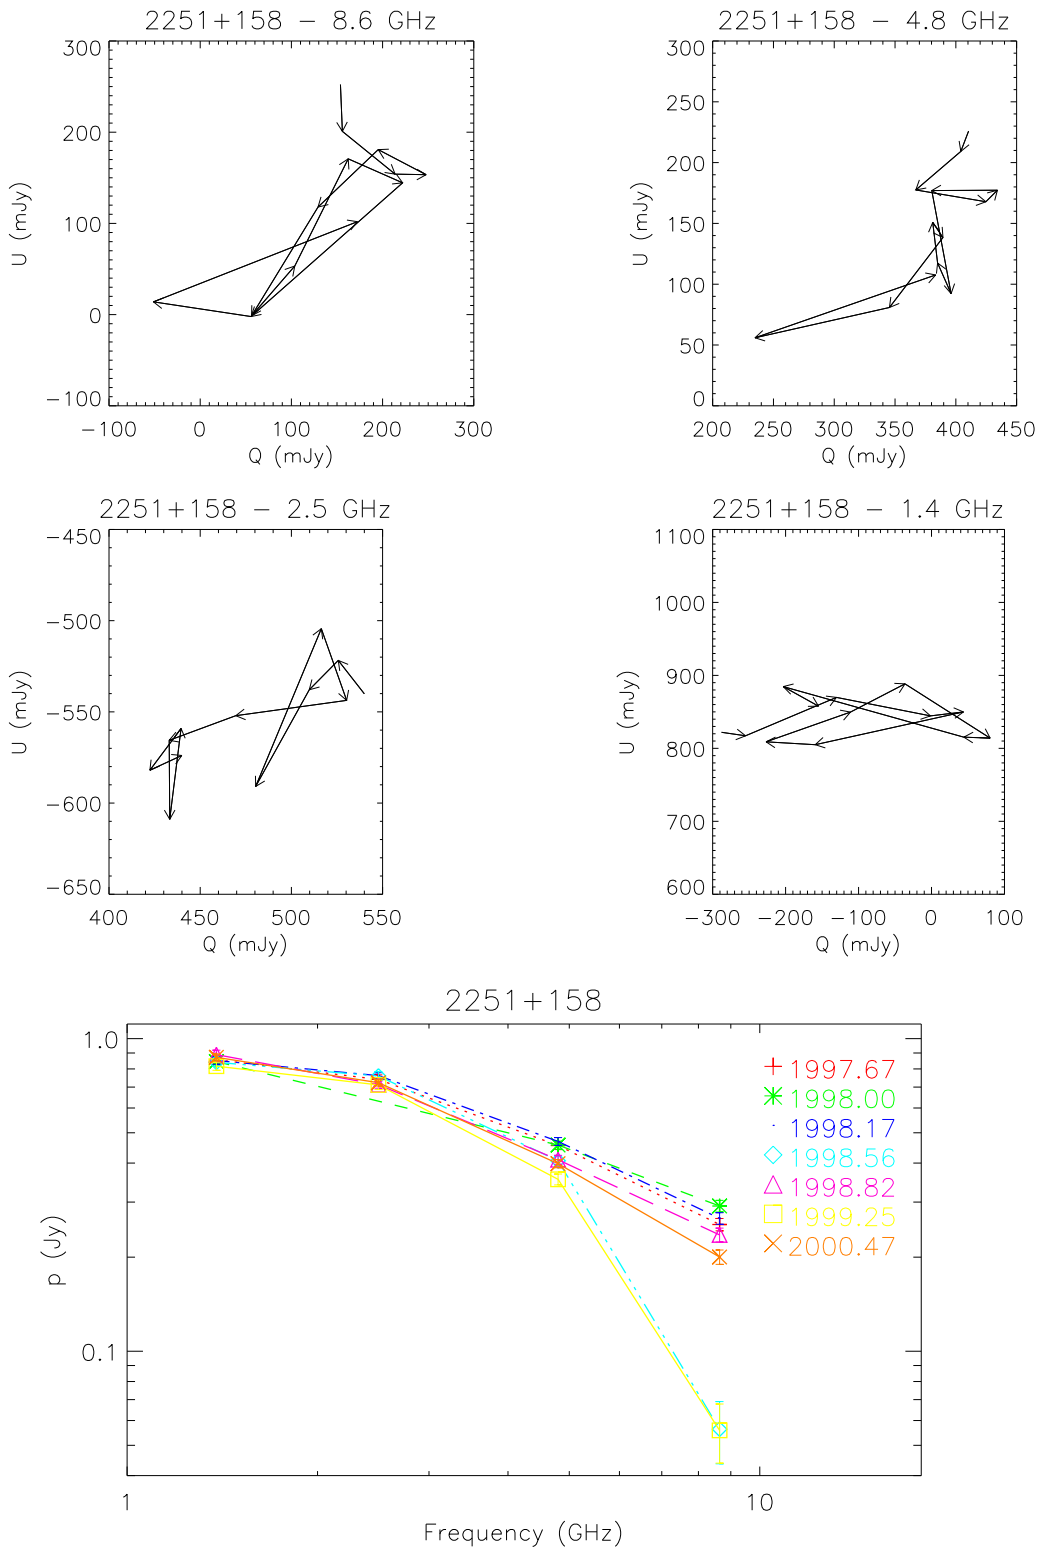 2251+158 − 8.6 GHz
300
200
100
0
−100
U (mJy)
−100 0 100 200 300
Q (mJy)
2251+158 − 4.8 GHz
300
250
200
150
100
50
0
U (mJy)
200 250 300 350 400 450
Q (mJy)
2251+158 − 2.5 GHz
−450
−500
−550
−600
−650
U (mJy)
400 450 500 550
Q (mJy)
2251+158 − 1.4 GHz
1100
1000
900
800
700
600
U (mJy)
−300 −200 −100 0 100
Q (mJy)
2251+158
1.0
0.1
p (Jy)
1997.67
1998.00
1998.17
1998.56
1998.82
1999.25
2000.47
1 10
Frequency (GHz)